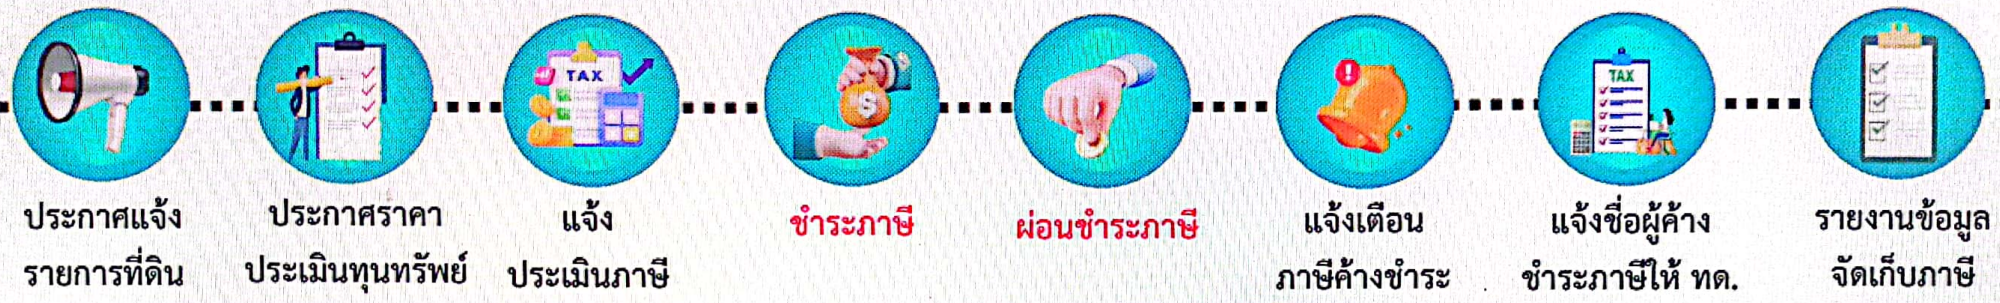 TAX
TAX
ประกาศแจ้ง
รายการที่ดิน
ประกาศราคา
ประเมินทุนทรัพย์
แจ้ง
ประเมินภาษี
ชำระภาษี
ผ่อนชำระภาษี
แจ้งเตือน
ภาษีค้างชำระ
แจ้งชื่อผู้ค้าง
ชำระภาษีให้ ทด.
รายงานข้อมูล
จัดเก็บภาษี